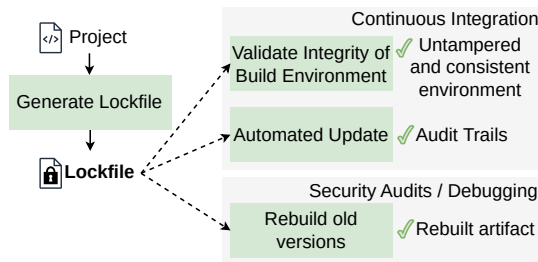 Continuous Integration
</> Project
Validate Integrity of
Build Environment
Untampered
and consistent
environment
Generate Lockfile
Automated Update
Audit Trails
Lockfile
Security Audits / Debugging
Rebuild old
versions
Rebuilt artifact